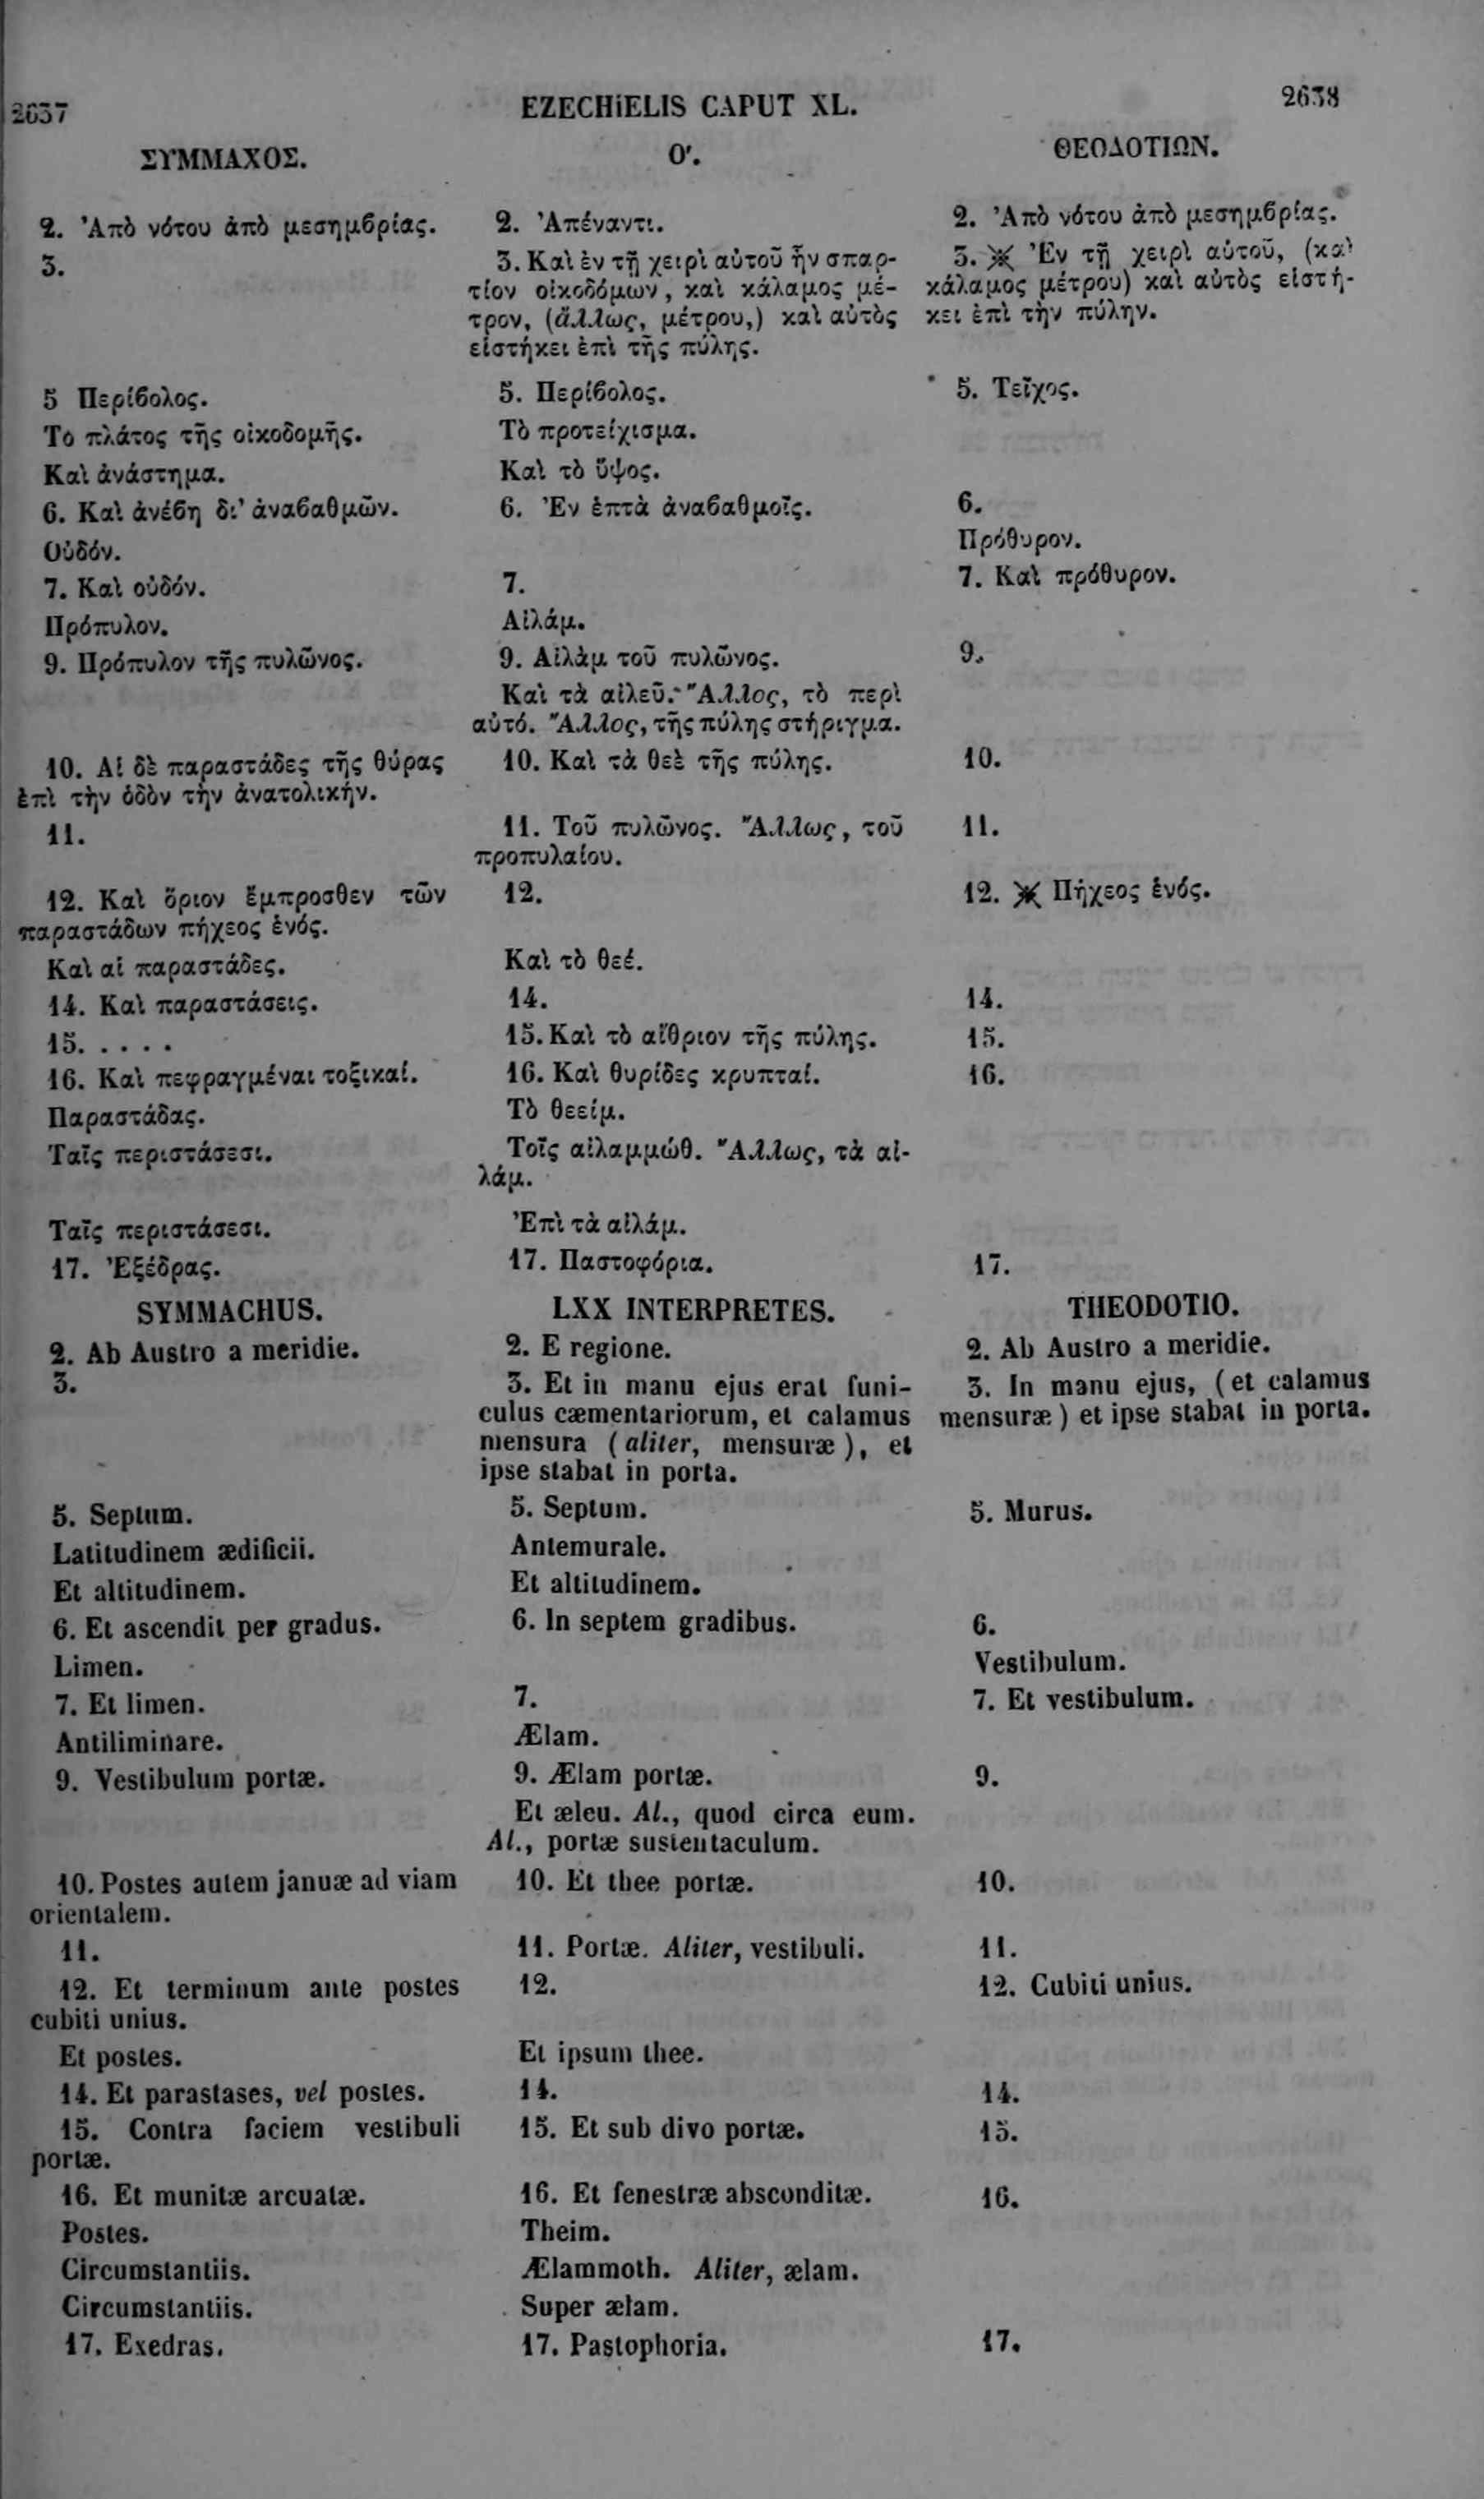 2637
EZECHIELIS CAPUT XL.
2638
ΣΥΜΜΑΧΟΣ.
2. Ἀπὸ νότου ἀπὸ μεσημβρίας.
3.
5 Περίβολος.
Το πλάτος τῆς οἰκοδομῆς.
Καὶ ἀνάστημα.
6. Καὶ ἀνέβη δι' ἀναβαθμῶν.
Οὐδόν.
7. Καὶ οὐδόν.
Πρόπυλον.
9. Πρόπυλον τῆς πυλῶνος.
10. Αἱ δὲ παραστάδες τῆς θύρας
ἐπὶ τὴν ὁδὸν τὴν ἀνατολικήν.
11.
12. Καὶ ὅριον ἔμπροσθεν τῶν
παραστάδων πήχεος ἑνός.
Καὶ αἱ παραστάδες.
14. Καὶ παραστάσεις.
15. . . . .
16. Καὶ πεφραγμέναι τοξικαί.
Παραστάδας.
Ταῖς περιστάσεσι.
Ταῖς περιστάσεσι.
17. Ἐξέδρας.
Ο'.
2. Ἀπέναντι.
3. Καὶ ἐν τῇ χειρὶ αὐτοῦ ἦν σπαρ-
τίον οἰκοδόμων, καὶ κάλαμος μέ-
τρον, (ἄλλως, μέτρου,) καὶ αὐτὸς
εἱστήκει ἐπὶ τῆς πύλης.
5. Περίβολος.
Τὸ προτείχισμα.
Καὶ τὸ ὕψος.
6. Ἐν ἑπτὰ ἀναβαθμοῖς.
7.
Αἰλάμ.
9. Αἰλὰμ τοῦ πυλῶνος.
Καὶ τὰ αἰλεῦ. Ἄλλος, τὸ περὶ
αὐτό. Ἄλλος, τῆς πύλης στήριγμα.
10. Καὶ τὰ θεὲ τῆς πύλης.
11. Τοῦ πυλῶνος. Ἄλλως, τοῦ
προπυλαίου.
12.
Καὶ τὸ θεέ.
14.
15. Καὶ τὸ αἴθριον τῆς πύλης.
16. Καὶ θυρίδες κρυπταί.
Τὸ θεείμ.
Τοῖς αἰλαμμώθ. Ἄλλως, τὰ αἰ-
λάμ.
Ἐπὶ τὰ αἰλάμ.
17. Παστοφόρια.
ΘΕΟΔΟΤΙΩΝ.
2. Ἀπὸ νότου ἀπὸ μεσημβρίας.
3. ※ Ἐν τῇ χειρὶ αὐτοῦ, (καὶ
κάλαμος μέτρου) καὶ αὐτὸς εἱστή-
κει ἐπὶ τὴν πύλην.
5. Τεῖχος.
6.
Πρόθυρον.
7. Καὶ πρόθυρον.
9.
10.
11.
12. ※ Πήχεος ἑνός.
14.
15.
16.
17.
SYMMACHUS.
2. Ab Austro a meridie.
3.
5. Septum.
Latitudinem ædificii.
Et altitudinem.
6. Et ascendit per gradus.
Limen.
7. Et limen.
Antiliminare.
9. Vestibulum portæ.
10. Postes autem januæ ad viam
orientalem.
11.
12. Et terminum ante postes
cubiti unius.
Et postes.
14. Et parastases, vel postes.
15. Contra faciem vestibuli
portæ.
16. Et munitæ arcuatæ.
Postes.
Circumstantiis.
Circumstantiis.
17. Exedras.
LXX INTERPRETES.
2. E regione.
3. Et in manu ejus erat funi-
culus cæmentariorum, et calamus
mensura (aliter, mensuræ), et
ipse stabat in porta.
5. Septum.
Antemurale.
Et altitudinem.
6. In septem gradibus.
7.
Ælam.
9. Ælam portæ.
Et æleu. Al., quod circa eum.
Al., portæ sustentaculum.
10. Et thee portæ.
11. Portæ. Aliter, vestibuli.
12.
Et ipsum thee.
14.
15. Et sub divo portæ.
16. Et fenestræ absconditæ.
Theim.
Ælammoth. Aliter, ælam.
Super ælam.
17. Pastophoria.
THEODOTIO.
2. Ab Austro a meridie.
3. In manu ejus, (et calamus
mensuræ) et ipse stabat in porta.
5. Murus.
6.
Vestibulum.
7. Et vestibulum.
9.
10.
11.
12. Cubiti unius.
14.
15.
16.
17.